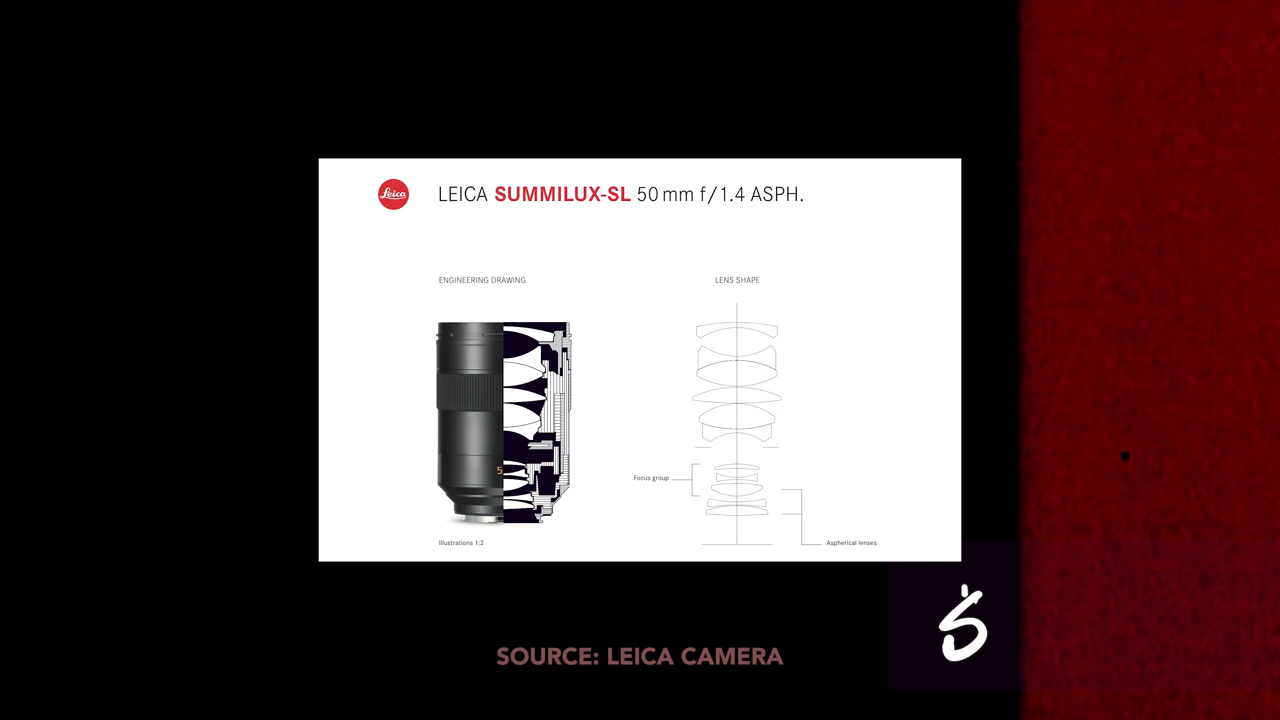 Leica
LEICA SUMMILUX-SL 50 mm f/1.4 ASPH.
ENGINEERING DRAWING
LENS SHAPE
5
Focus group
Illustrations 1:2
Aspherical lenses
SOURCE: LEICA CAMERA